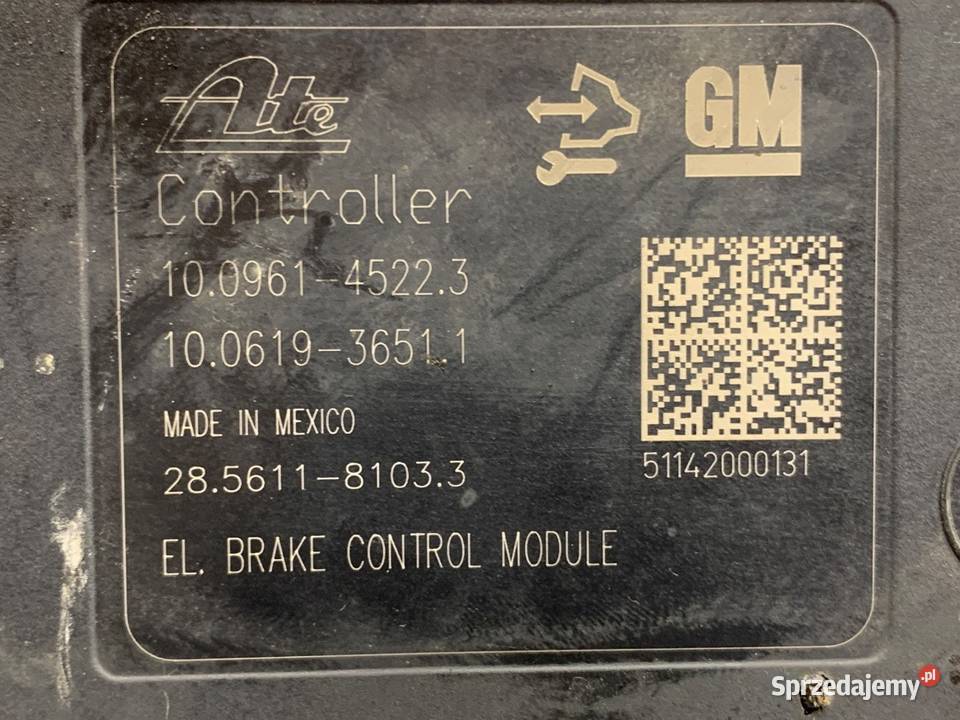 Ate
GM
Controller
10.0961-4522.3
10.0619-3651.1
MADE IN MEXICO
51142000131
28.5611-8103.3
EL. BRAKE CONTROL MODULE
Sprzedajemy.pl